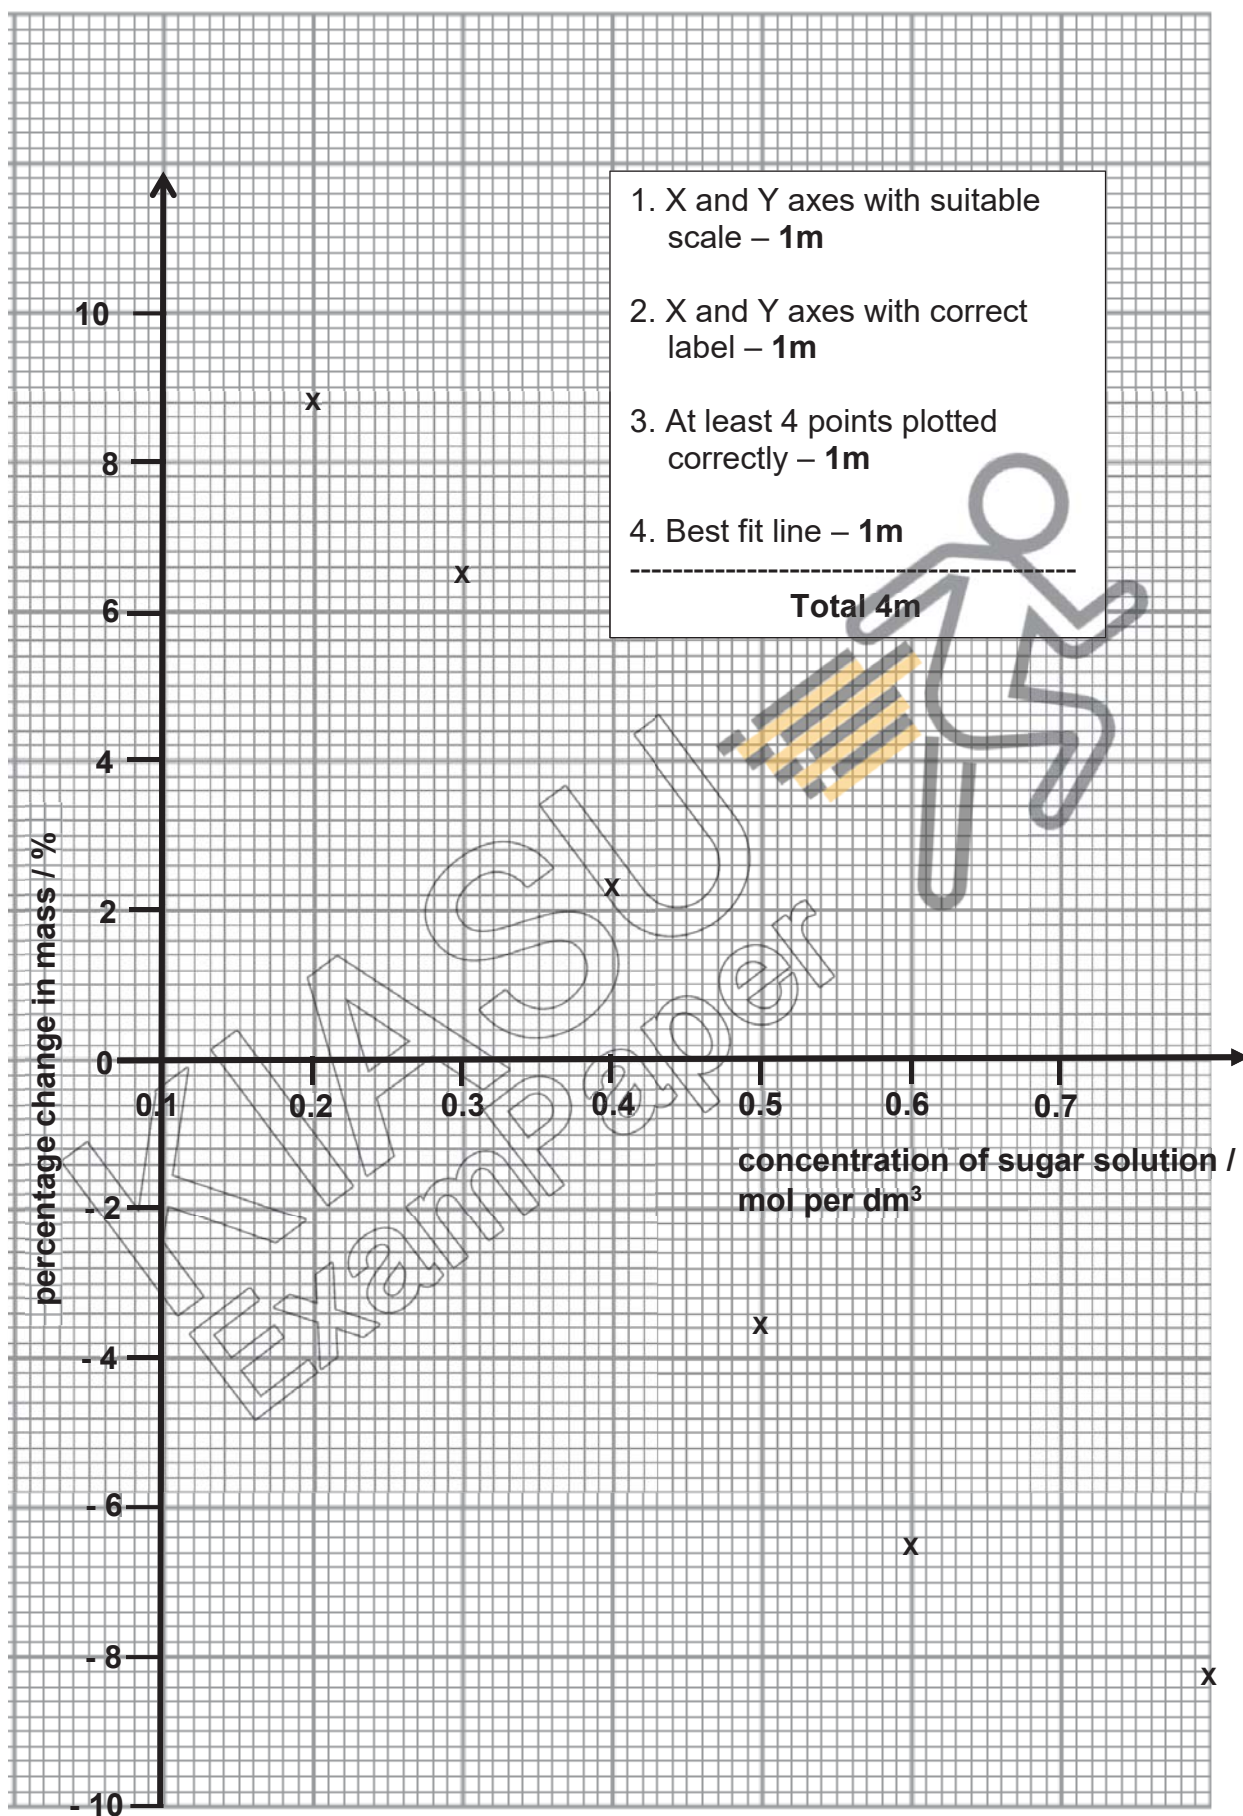 1. X and Y axes with suitable
scale – 1m
2. X and Y axes with correct
label – 1m
3. At least 4 points plotted
correctly – 1m
4. Best fit line – 1m
Total 4m
10
x
8
x
6
4
x
2
percentage change in mass / %
0
0.1 0.2 0.3 0.4 0.5 0.6 0.7
concentration of sugar solution /
mol per dm³
- 2
x
- 4
- 6
x
- 8
x
- 10
KIASU
ExamPaper